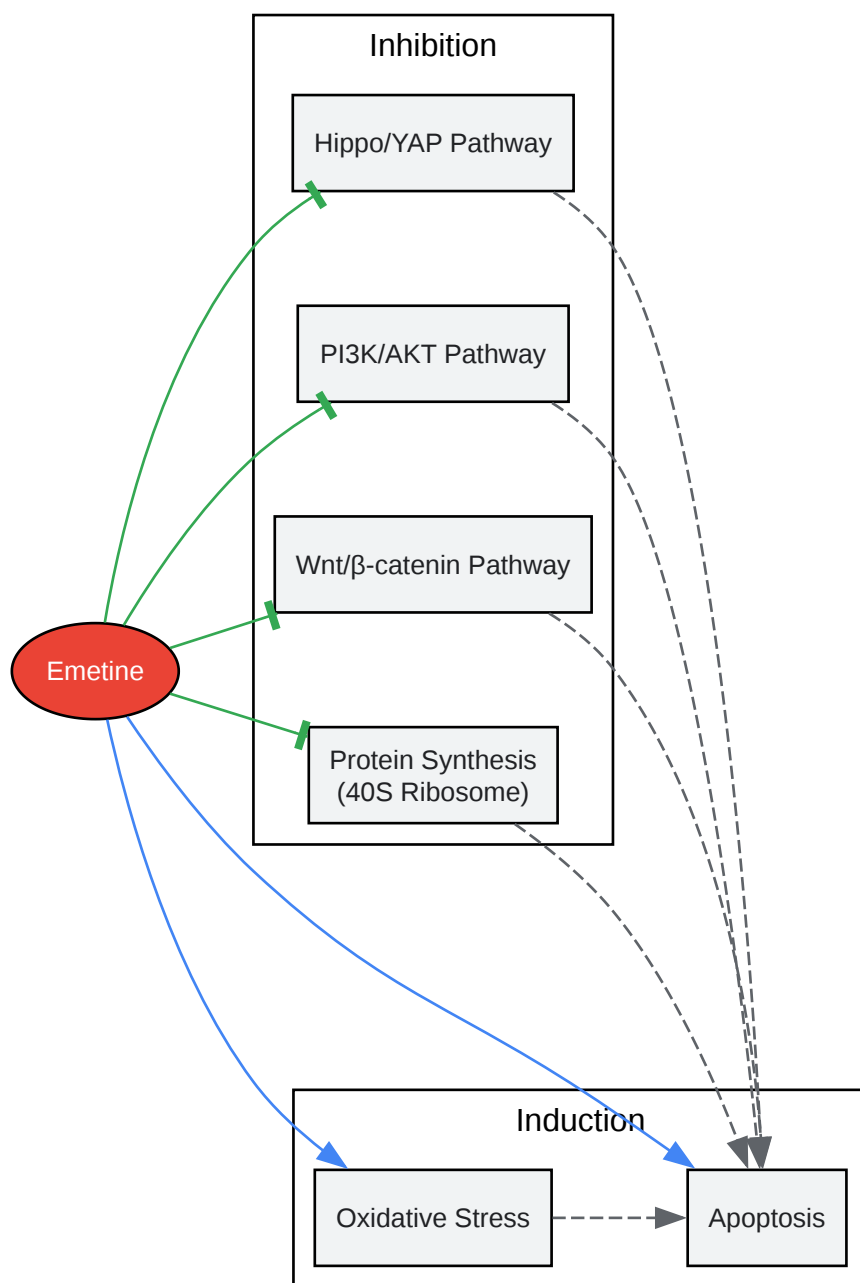 Inhibition
Hippo/YAP Pathway
PI3K/AKT Pathway
Wnt/β-catenin Pathway
Emetine
Protein Synthesis
(40S Ribosome)
Induction
Oxidative Stress
Apoptosis